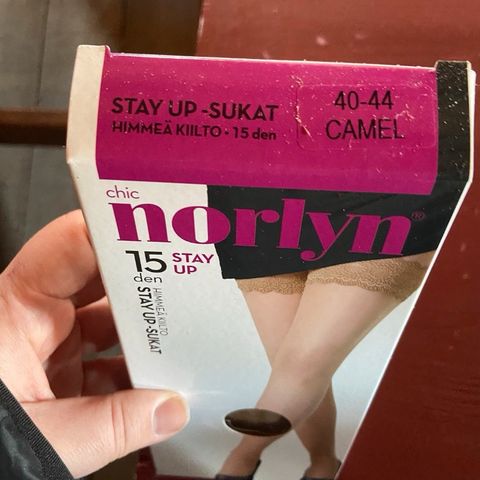 STAY UP -SUKAT
HIMMEÄ KIILTO • 15 den
40-44
CAMEL
chic
norlyn®
15
den
STAY
UP
HIMMEÄ KIILTO
STAY UP-SUKAT